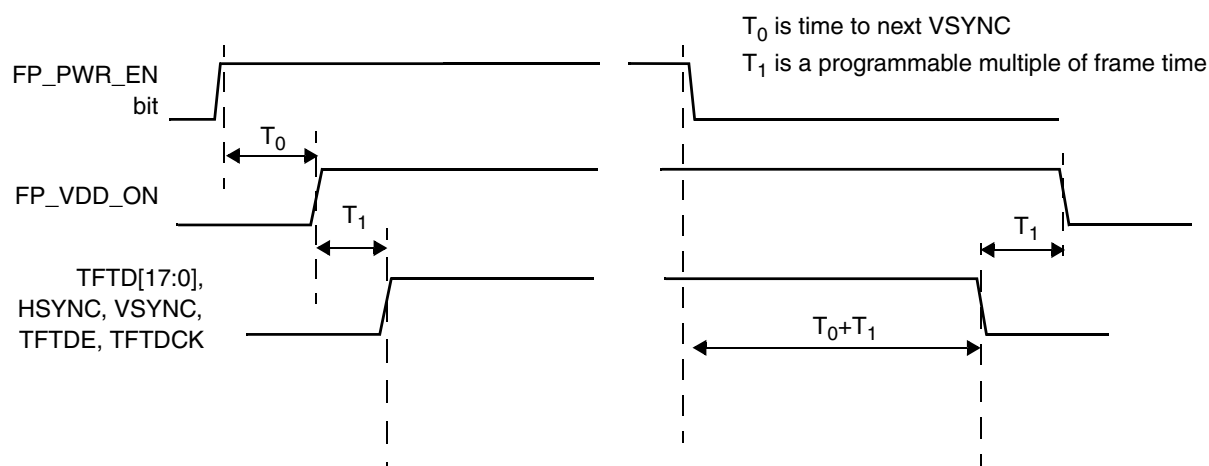 T0 is time to next VSYNC
T1 is a programmable multiple of frame time
FP_PWR_EN
bit
T0
FP_VDD_ON
T1
T1
TFTD[17:0],
HSYNC, VSYNC,
TFTDE, TFTDCK
T0+T1